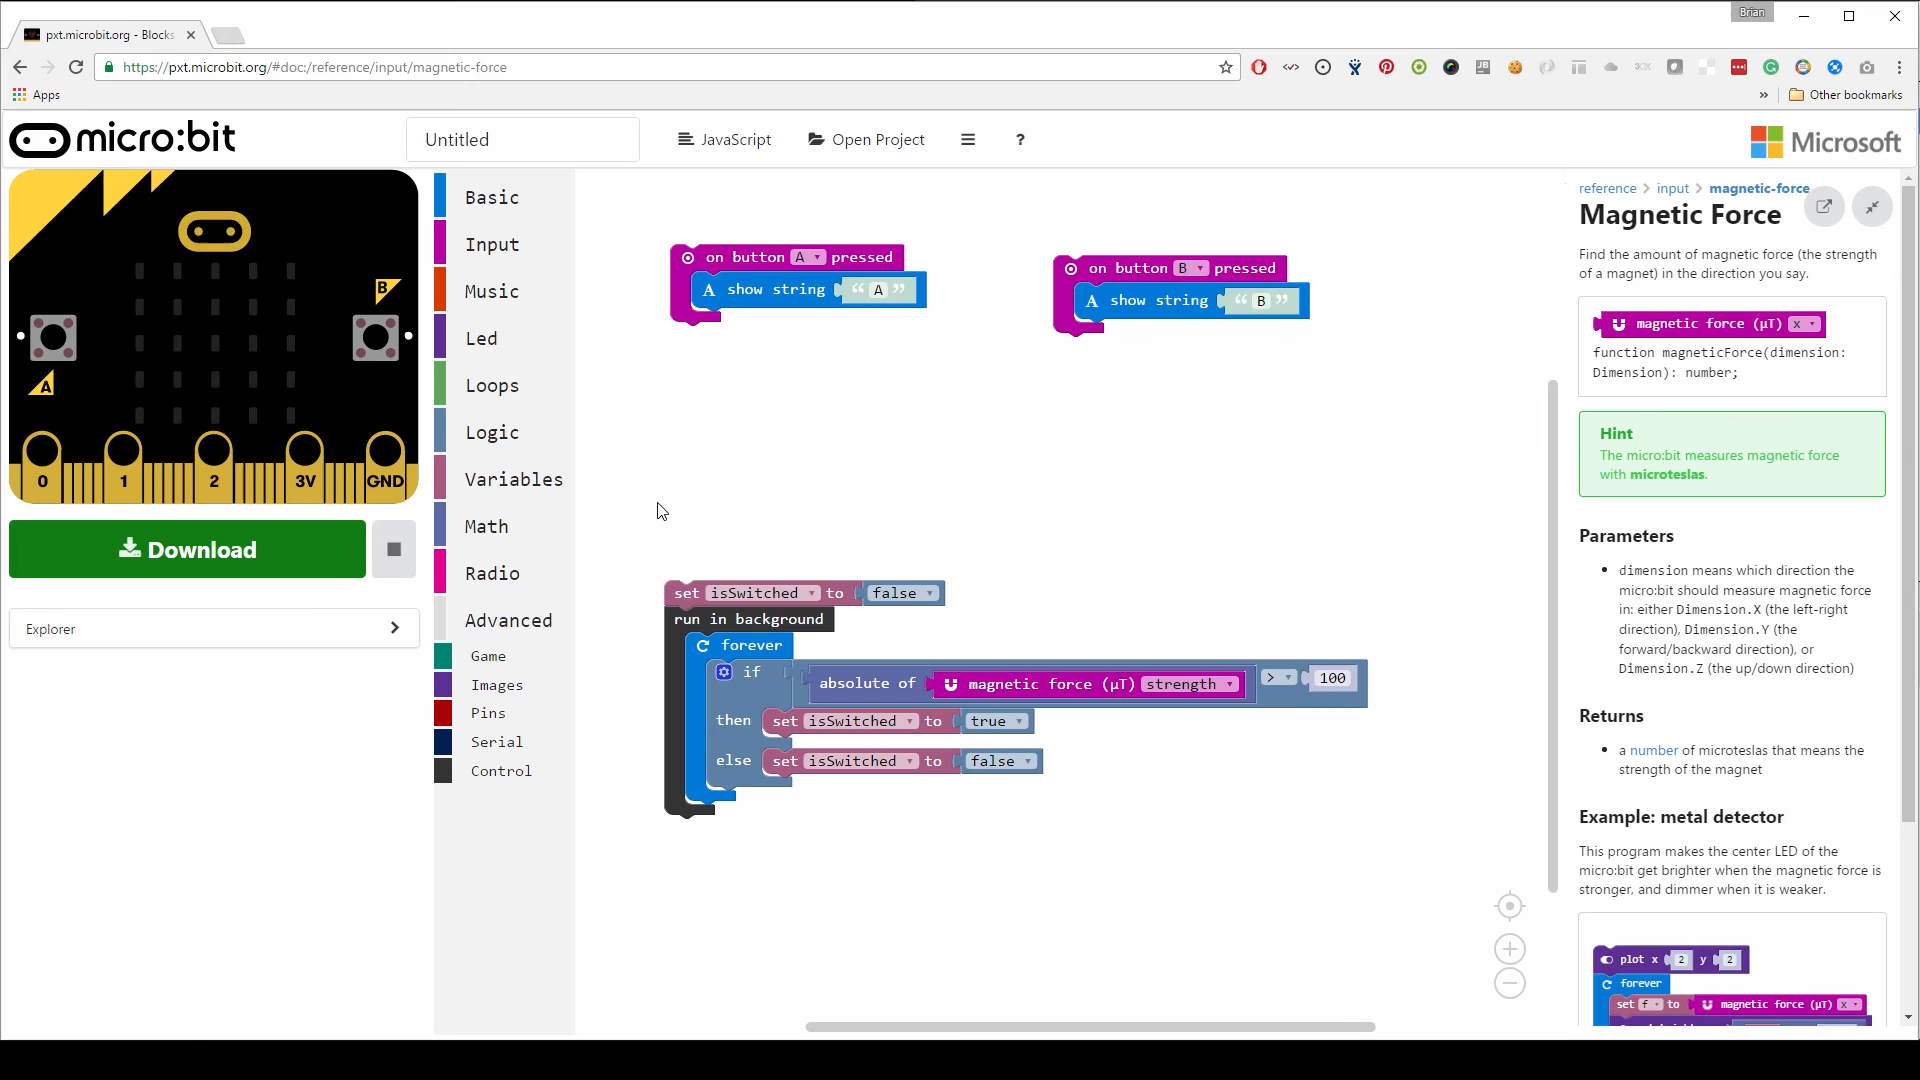 Brian
pxt.microbit.org - Blocks
https://pxt.microbit.org/#doc:/reference/input/magnetic-force
Apps
»
Other bookmarks
micro:bit
Untitled
JavaScript
Open Project
?
Microsoft
B
A
0
1
2
3V
GND
Download
Explorer
Basic
Input
Music
Led
Loops
Logic
Variables
Math
Radio
Advanced
Game
Images
Pins
Serial
Control
on button A pressed
A show string “ A ”
on button B pressed
A show string “ B ”
set isSwitched to false
run in background
forever
if absolute of magnetic force (µT) strength > 100
then set isSwitched to true
else set isSwitched to false
reference > input > magnetic-force
Magnetic Force
Find the amount of magnetic force (the strength
of a magnet) in the direction you say.
magnetic force (µT) x
function magneticForce(dimension:
Dimension): number;
Hint
The micro:bit measures magnetic force
with microteslas.
Parameters
• dimension means which direction the
micro:bit should measure magnetic force
in: either Dimension.X (the left-right
direction), Dimension.Y (the
forward/backward direction), or
Dimension.Z (the up/down direction)
Returns
• a number of microteslas that means the
strength of the magnet
Example: metal detector
This program makes the center LED of the
micro:bit get brighter when the magnetic force is
stronger, and dimmer when it is weaker.
plot x 2 y 2
forever
set f to magnetic force (µT) x